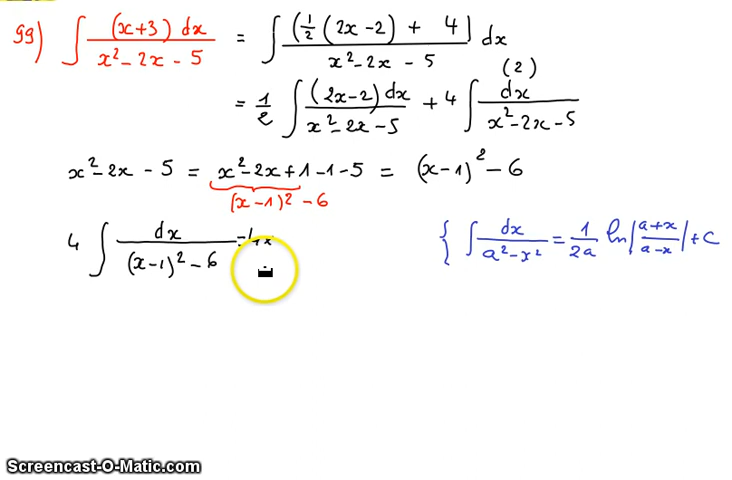 99) ∫ (x+3) dx / (x² - 2x - 5) = ∫ (½ (2x-2) + 4) / (x² - 2x - 5) dx
= 1/2 ∫ (2x-2) dx / (x² - 2x - 5) + 4 ∫ dx / (x² - 2x - 5) (2)
x² - 2x - 5 = x² - 2x + 1 - 1 - 5 = (x-1)² - 6
(x-1)² - 6
4 ∫ dx / ((x-1)² - 6) =
{ ∫ dx / (a² - x²) = 1/2a ln |a+x / a-x| + C
Screencast-O-Matic.com